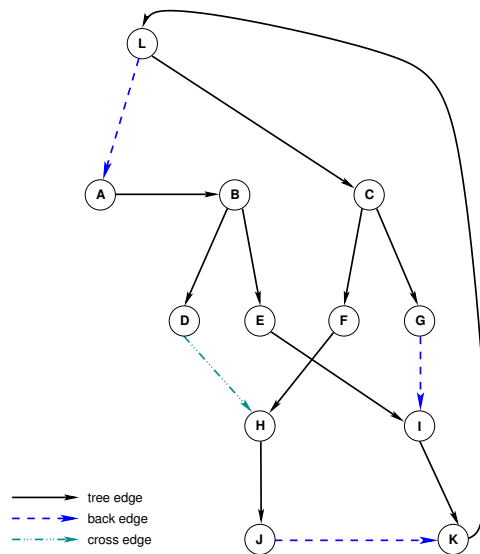 L
A B C
D E F G
H I
J K
tree edge
back edge
cross edge